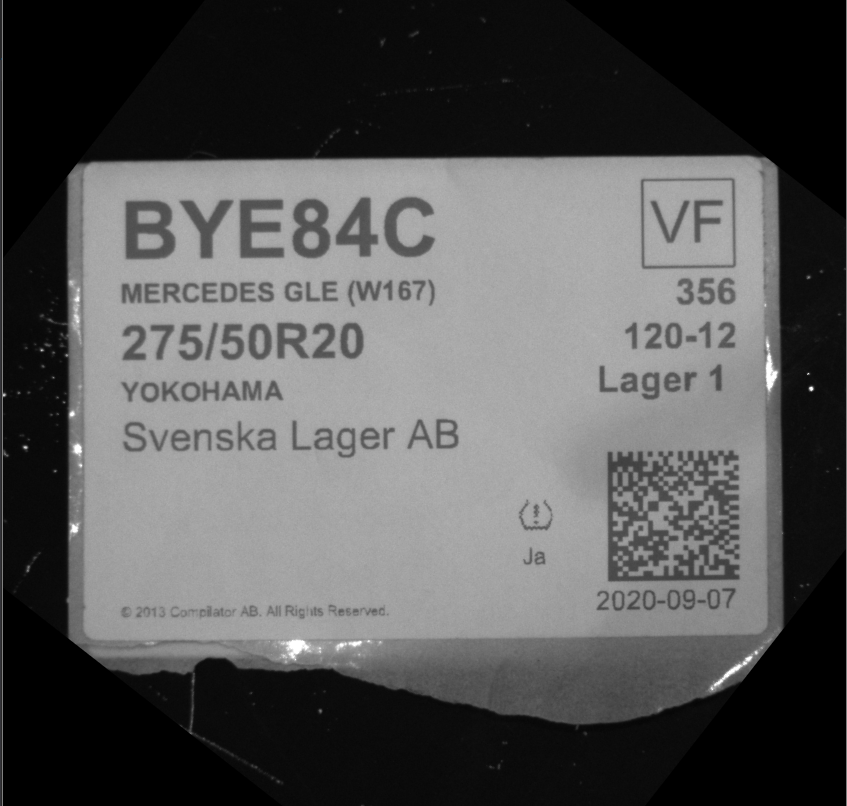 BYE84C
VF
MERCEDES GLE (W167)
356
275/50R20
120-12
YOKOHAMA
Lager 1
Svenska Lager AB
Ja
2020-09-07
© 2013 Compilator AB. All Rights Reserved.